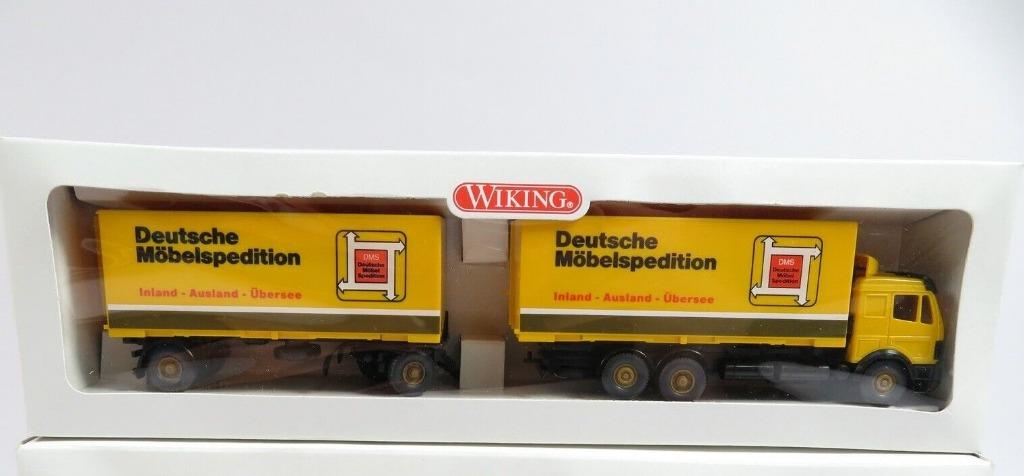 WIKING®
Deutsche
Möbelspedition
DMS
Deutsche
Möbel
Spedition
Inland - Ausland - Übersee
Deutsche
Möbelspedition
DMS
Deutsche
Möbel
Spedition
Inland - Ausland - Übersee